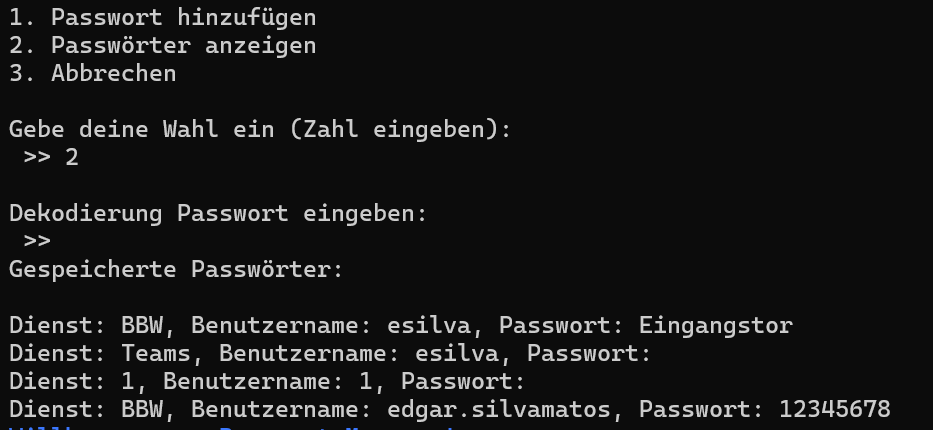 1. Passwort hinzufügen
2. Passwörter anzeigen
3. Abbrechen
Gebe deine Wahl ein (Zahl eingeben):
>> 2
Dekodierung Passwort eingeben:
>>
Gespeicherte Passwörter:
Dienst: BBW, Benutzername: esilva, Passwort: Eingangstor
Dienst: Teams, Benutzername: esilva, Passwort:
Dienst: 1, Benutzername: 1, Passwort:
Dienst: BBW, Benutzername: edgar.silvamatos, Passwort: 12345678